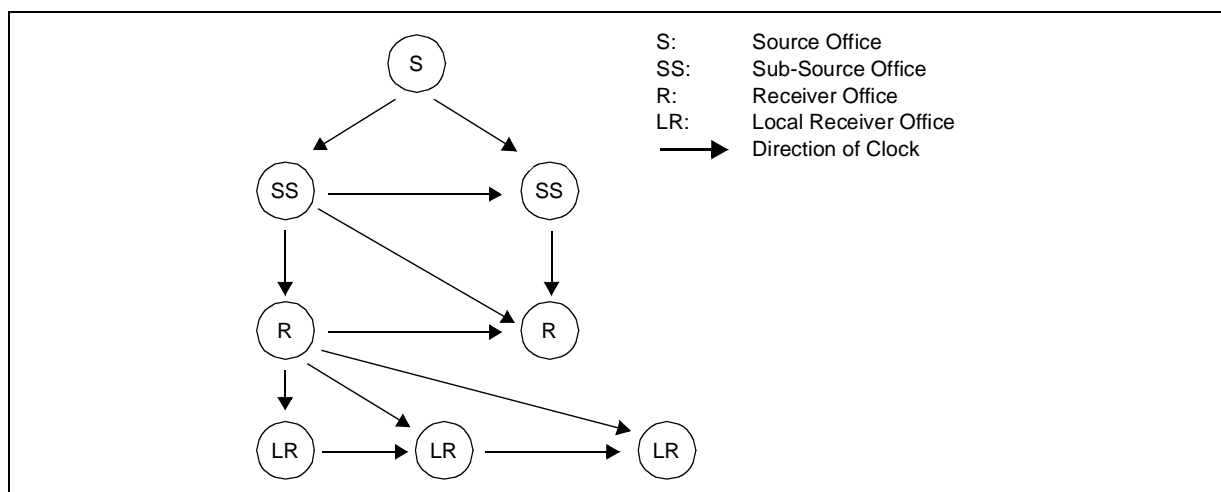 S
S: Source Office
SS: Sub-Source Office
R: Receiver Office
LR: Local Receiver Office
Direction of Clock
SS SS
R R
LR LR LR